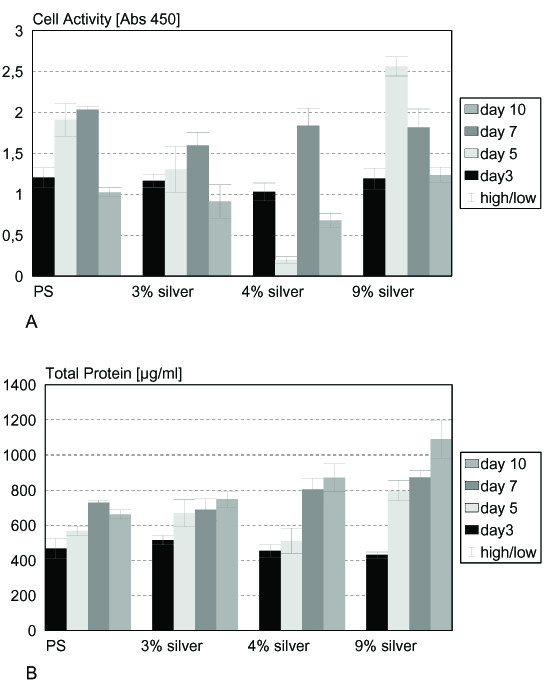 Cell Activity [Abs 450]
3
2,5
2
1,5
1
0,5
0
PS 3% silver 4% silver 9% silver
day 10
day 7
day 5
day3
high/low
A
Total Protein [µg/ml]
1400
1200
1000
800
600
400
200
0
PS 3% silver 4% silver 9% silver
day 10
day 7
day 5
day3
high/low
B